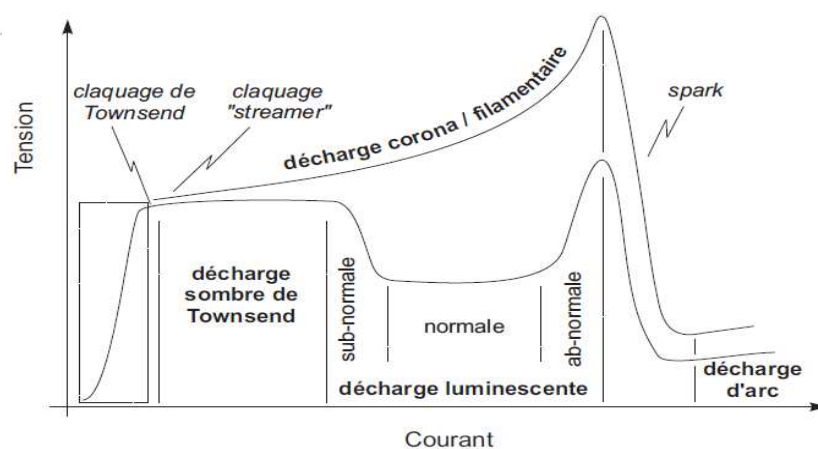 claquage de
Townsend
claquage
"streamer"
décharge corona / filamentaire
spark
Tension
décharge
sombre de
Townsend
sub-normale
normale
ab-normale
décharge luminescente
décharge
d'arc
Courant